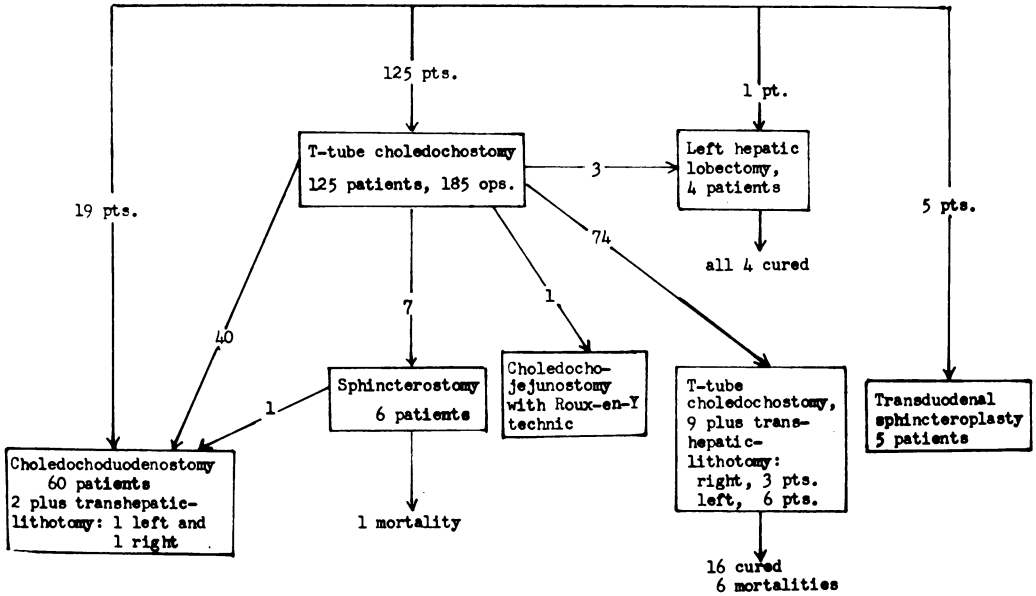 125 pts.
1 pt.
T-tube choledochostomy
125 patients, 185 ops.
3
Left hepatic
lobectomy,
4 patients
19 pts.
5 pts.
74
all 4 cured
7
1
40
Sphincterostomy
6 patients
1
Choledocho-
jejunostomy
with Roux-en-Y
technic
T-tube
choledochostomy,
9 plus trans-
hepatic-
lithotomy:
right, 3 pts.
left, 6 pts.
Transduodenal
sphincteroplasty
5 patients
Choledochoduodenostomy
60 patients
2 plus transhepatic-
lithotomy: 1 left and
1 right
1 mortality
16 cured
6 mortalities